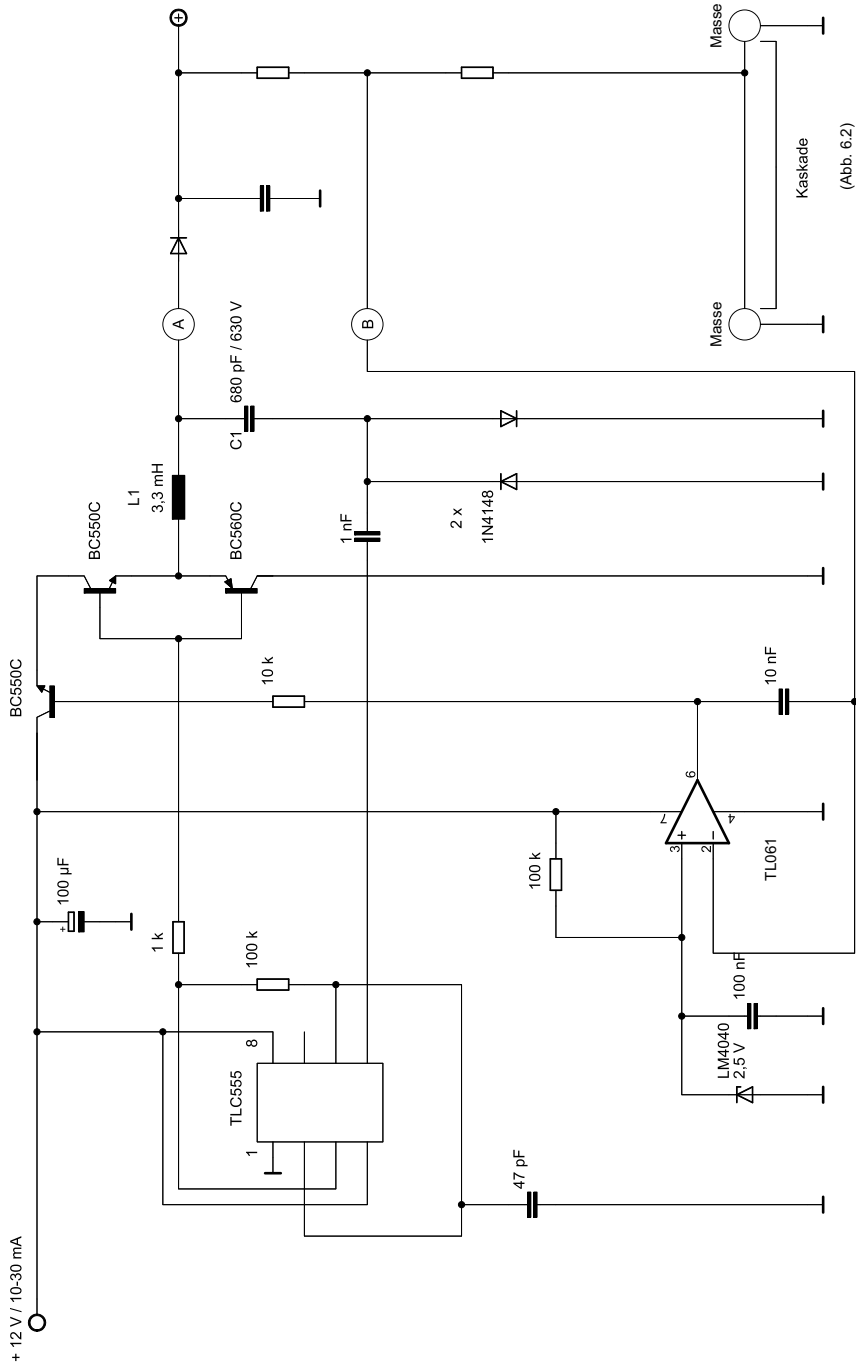 + 12 V / 10-30 mA
100 µF
+
BC550C
BC550C
BC560C
L1
3,3 mH
A
C1
680 pF / 630 V
B
1 nF
2 x
1N4148
TLC555
1
8
1 k
100 k
10 k
47 pF
LM4040
2,5 V
100 nF
100 k
3
+
2
−
7
4
6
TL061
10 nF
Masse
Masse
Kaskade
(Abb. 6.2)
+